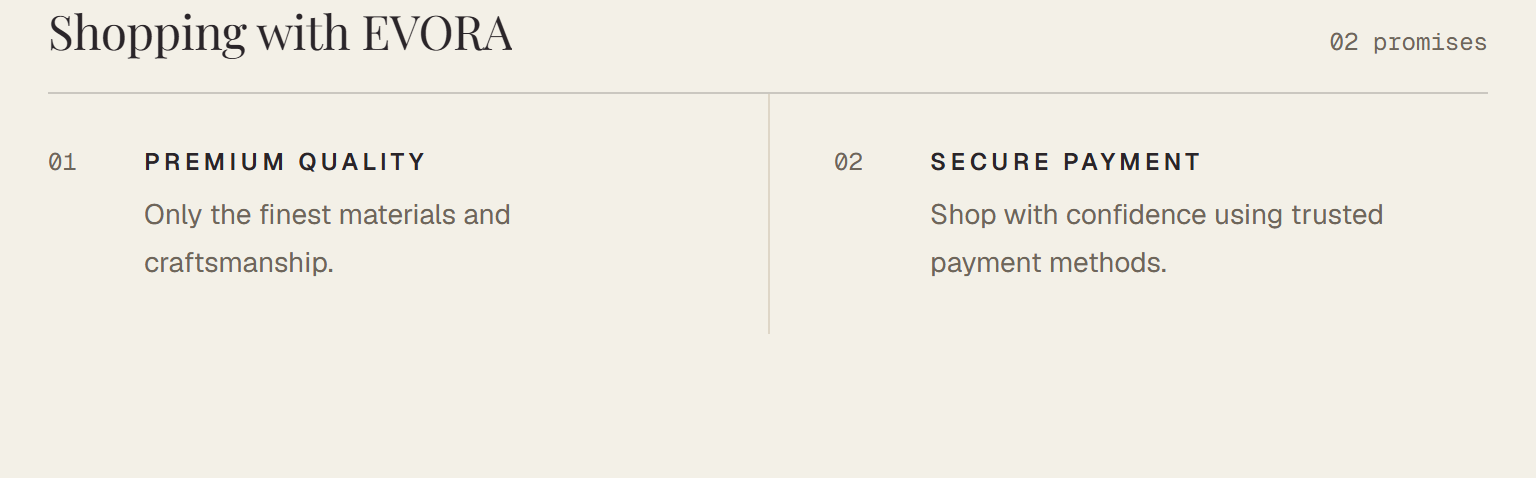 Shopping with EVORA
02 promises
01
PREMIUM QUALITY
Only the finest materials and
craftsmanship.
02
SECURE PAYMENT
Shop with confidence using trusted
payment methods.